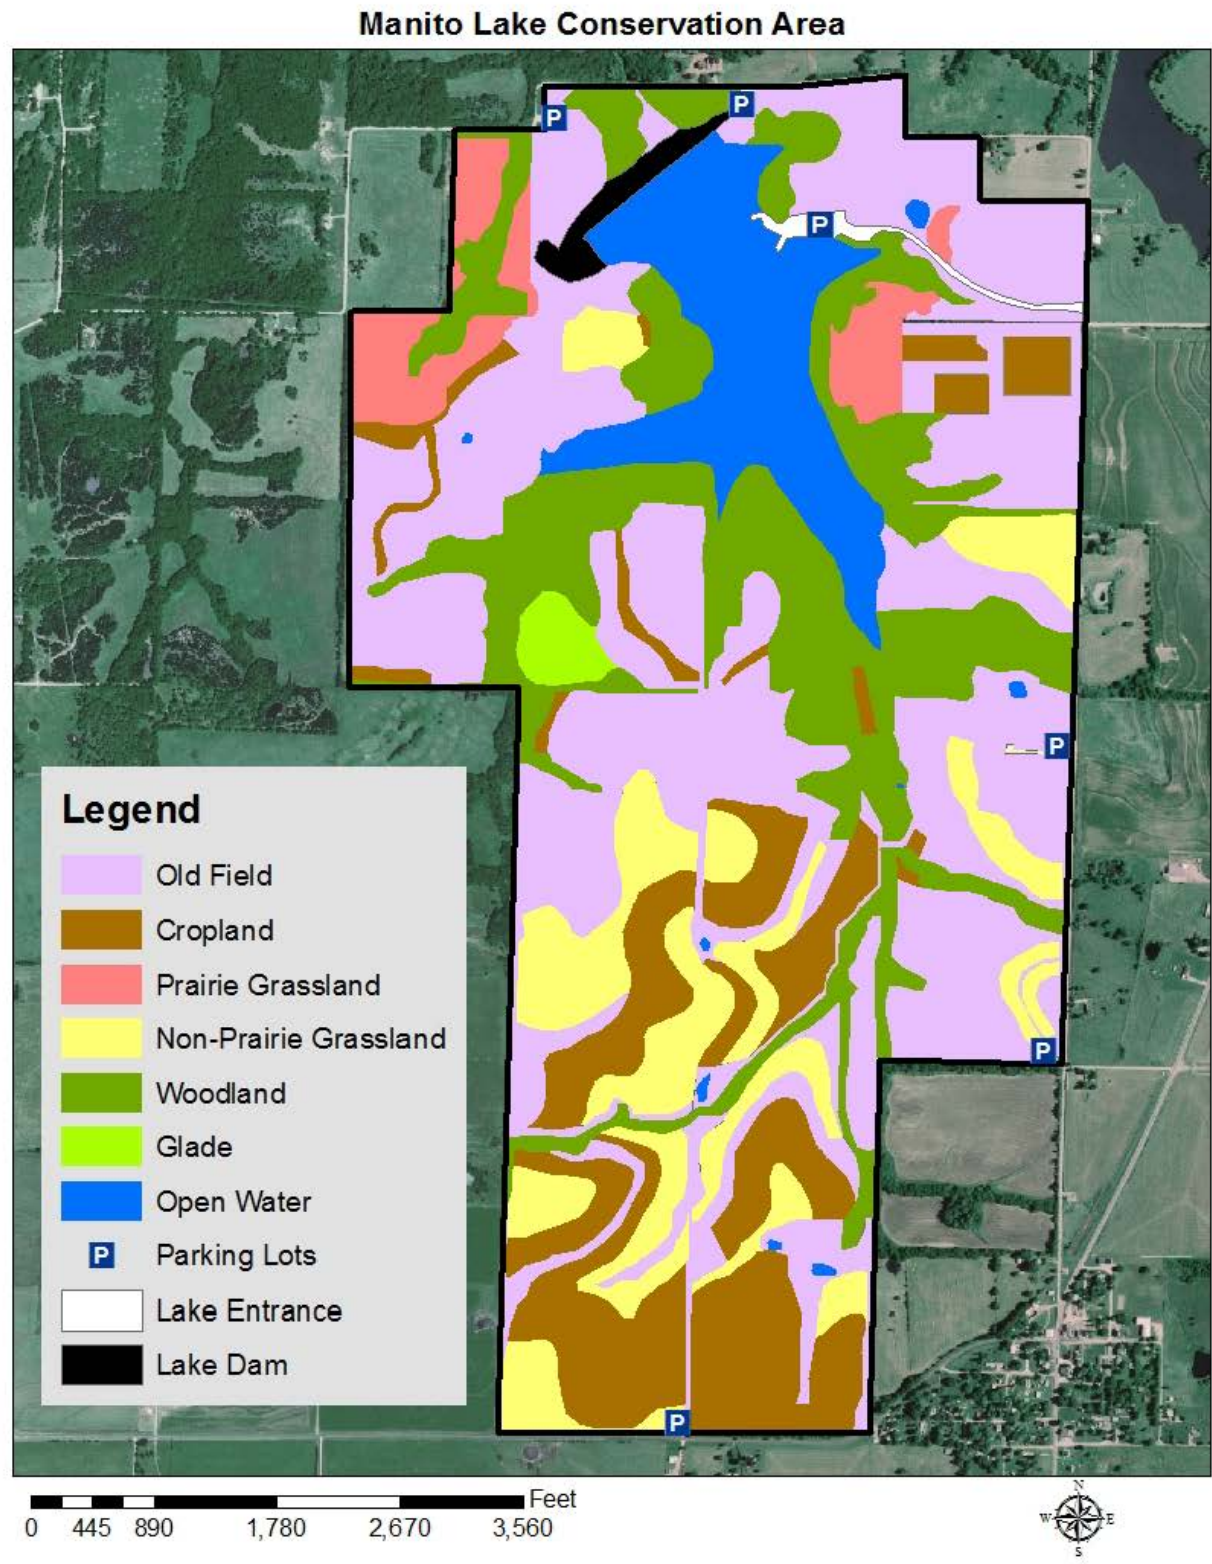 Manito Lake Conservation Area
P
P
P
P
P
P
Legend
Old Field
Cropland
Prairie Grassland
Non-Prairie Grassland
Woodland
Glade
Open Water
P Parking Lots
Lake Entrance
Lake Dam
Feet
0 445 890 1,780 2,670 3,560
N
W E
S